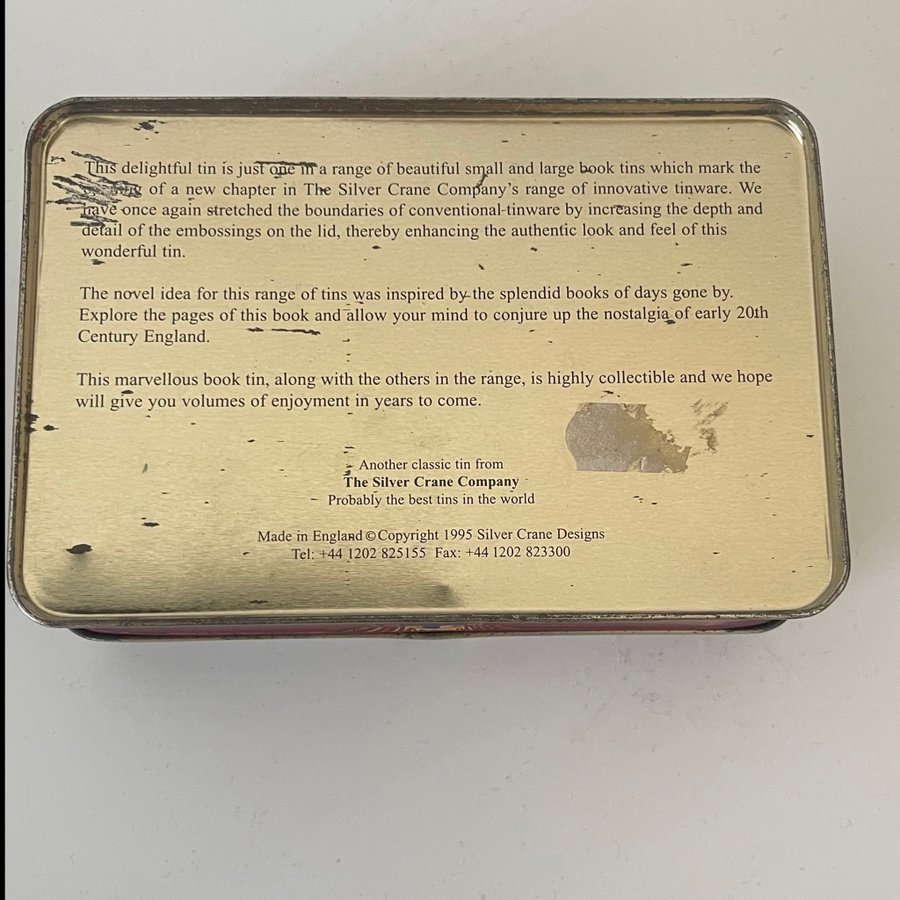 This delightful tin is just one in a range of beautiful small and large book tins which mark the
of a new chapter in The Silver Crane Company's range of innovative tinware. We
have once again stretched the boundaries of conventional tinware by increasing the depth and
detail of the embossings on the lid, thereby enhancing the authentic look and feel of this
wonderful tin.
The novel idea for this range of tins was inspired by the splendid books of days gone by.
Explore the pages of this book and allow your mind to conjure up the nostalgia of early 20th
Century England.
This marvellous book tin, along with the others in the range, is highly collectible and we hope
will give you volumes of enjoyment in years to come.
Another classic tin from
The Silver Crane Company
Probably the best tins in the world
Made in England © Copyright 1995 Silver Crane Designs
Tel: +44 1202 825155 Fax: +44 1202 823300